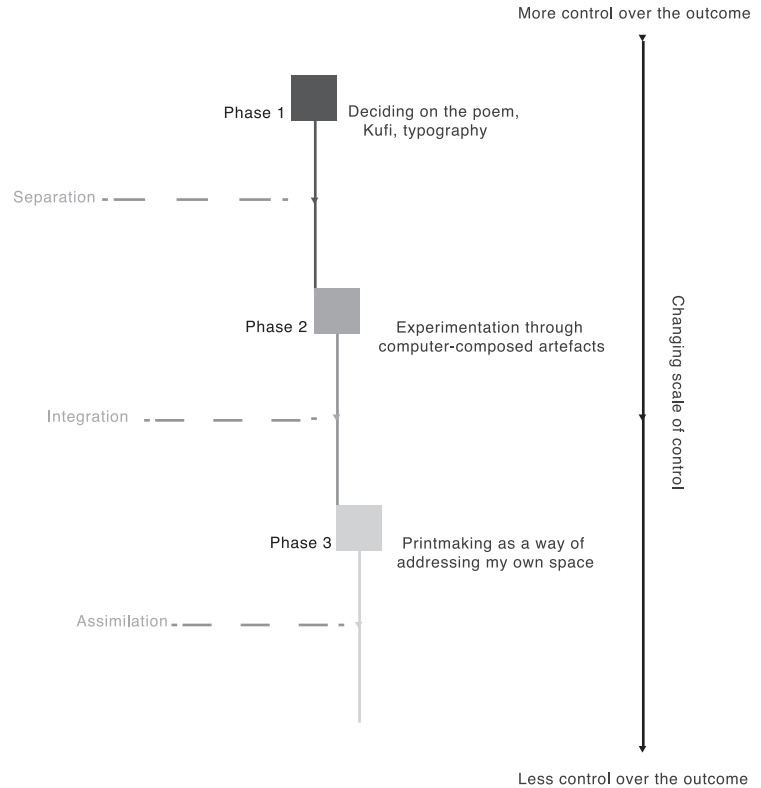 More control over the outcome
Phase 1
Deciding on the poem,
Kufi, typography
Separation
Phase 2
Experimentation through
computer-composed artefacts
Changing scale of control
Integration
Phase 3
Printmaking as a way of
addressing my own space
Assimilation
Less control over the outcome